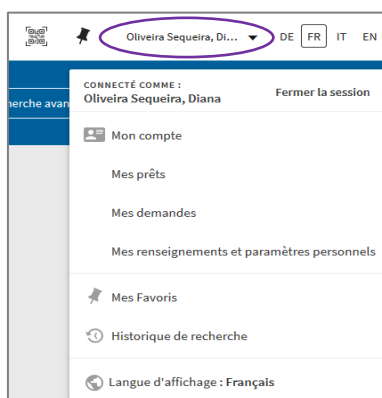 Oliveira Sequeira, Di... DE FR IT EN
CONNECTÉ COMME :
Oliveira Sequeira, Diana Fermer la session
herche avan
Mon compte
Mes prêts
Mes demandes
Mes renseignements et paramètres personnels
Mes Favoris
Historique de recherche
Langue d'affichage : Français